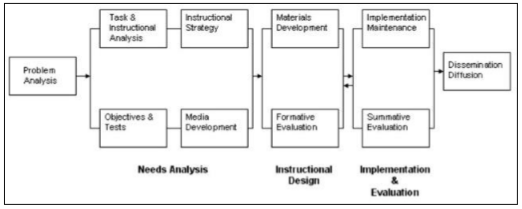 Problem
Analysis
Task &
Instructional
Analysis
Instructional
Strategy
Objectives &
Tests
Media
Development
Materials
Development
Formative
Evaluation
Implementation
Maintenance
Summative
Evaluation
Dissemination
Diffusion
Needs Analysis
Instructional
Design
Implementation
&
Evaluation